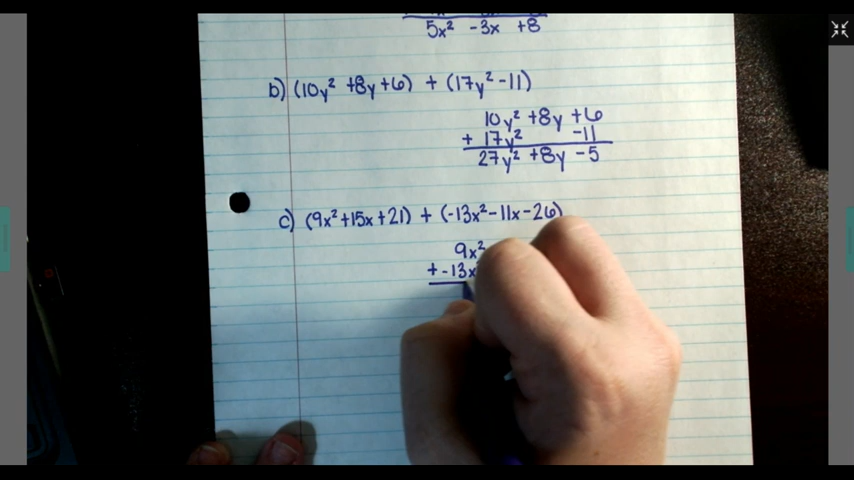 5x² -3x +8
b) (10y² +8y+6) + (17y² -11)
10y² +8y +6
+ 17y² -11
27y² +8y -5
c) (9x²+15x+21) + (-13x²-11x-26)
9x²
+ -13x